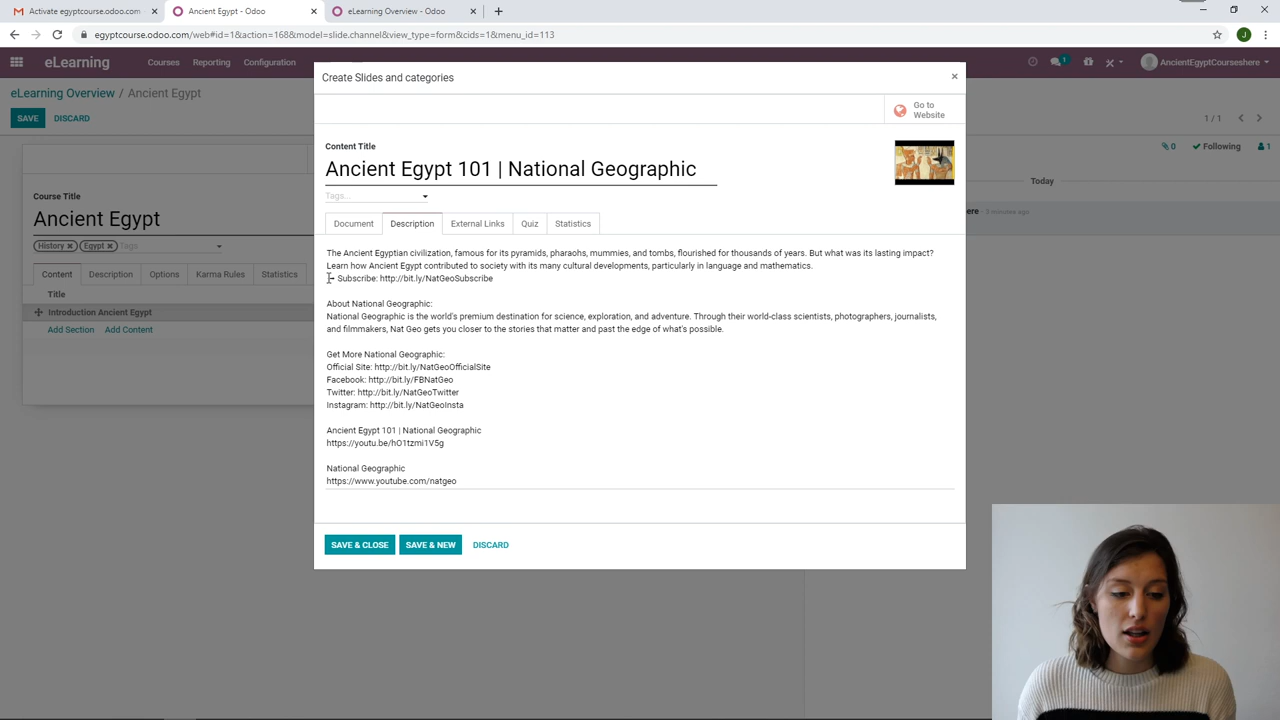 Activate egyptcourse.odoo.com
Ancient Egypt - Odoo
eLearning Overview - Odoo
egyptcourse.odoo.com/web#id=1&action=168&model=slide.channel&view_type=form&cids=1&menu_id=113
J
eLearning
Courses
Reporting
Configuration
1
AncientEgyptCourseshere
eLearning Overview / Ancient Egypt
SAVE
DISCARD
1 / 1
0
Following
1
Course Title
Ancient Egypt
History
Egypt
Tags
Content
Description
Options
Karma Rules
Statistics
Title
Introduction Ancient Egypt
Add Section
Add Content
Today
ere - 3 minutes ago
Create Slides and categories
×
Go to
Website
Content Title
Ancient Egypt 101 | National Geographic
Tags...
Document
Description
External Links
Quiz
Statistics
The Ancient Egyptian civilization, famous for its pyramids, pharaohs, mummies, and tombs, flourished for thousands of years. But what was its lasting impact?
Learn how Ancient Egypt contributed to society with its many cultural developments, particularly in language and mathematics.
Subscribe: http://bit.ly/NatGeoSubscribe
About National Geographic:
National Geographic is the world's premium destination for science, exploration, and adventure. Through their world-class scientists, photographers, journalists,
and filmmakers, Nat Geo gets you closer to the stories that matter and past the edge of what's possible.
Get More National Geographic:
Official Site: http://bit.ly/NatGeoOfficialSite
Facebook: http://bit.ly/FBNatGeo
Twitter: http://bit.ly/NatGeoTwitter
Instagram: http://bit.ly/NatGeoInsta
Ancient Egypt 101 | National Geographic
https://youtu.be/hO1tzmi1V5g
National Geographic
https://www.youtube.com/natgeo
SAVE & CLOSE
SAVE & NEW
DISCARD